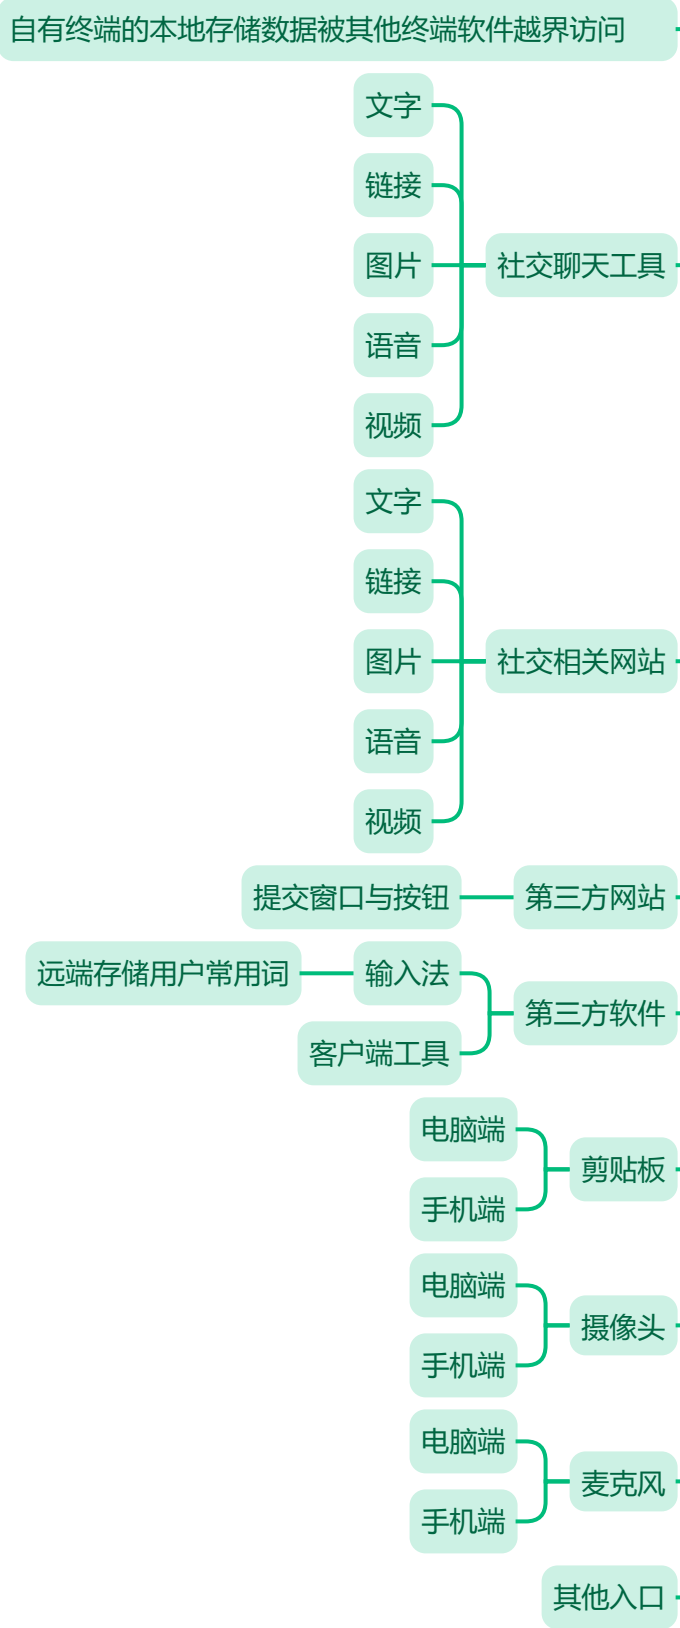 自有终端的本地存储数据被其他终端软件越界访问
文字
链接
图片
社交聊天工具
语音
视频
文字
链接
图片
社交相关网站
语音
视频
提交窗口与按钮
第三方网站
远端存储用户常用词
输入法
第三方软件
客户端工具
电脑端
剪贴板
手机端
电脑端
摄像头
手机端
电脑端
麦克风
手机端
其他入口